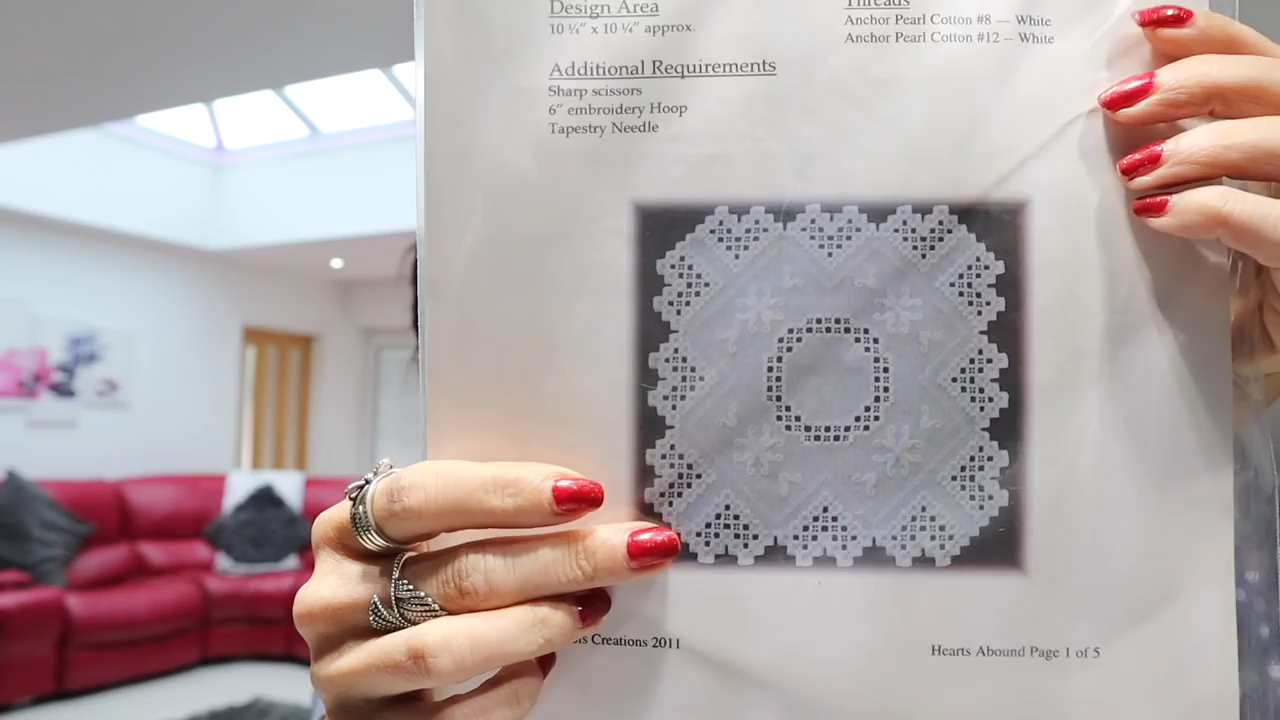 Design Area
10 ¼" x 10 ¼" approx.
Threads
Anchor Pearl Cotton #8 — White
Anchor Pearl Cotton #12 – White
Additional Requirements
Sharp scissors
6" embroidery Hoop
Tapestry Needle
Creations 2011
Hearts Abound Page 1 of 5